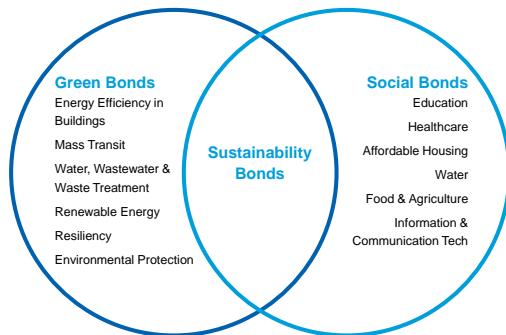 Green Bonds
Energy Efficiency in
Buildings
Mass Transit
Water, Wastewater &
Waste Treatment
Renewable Energy
Resiliency
Environmental Protection
Sustainability
Bonds
Social Bonds
Education
Healthcare
Affordable Housing
Water
Food & Agriculture
Information &
Communication Tech